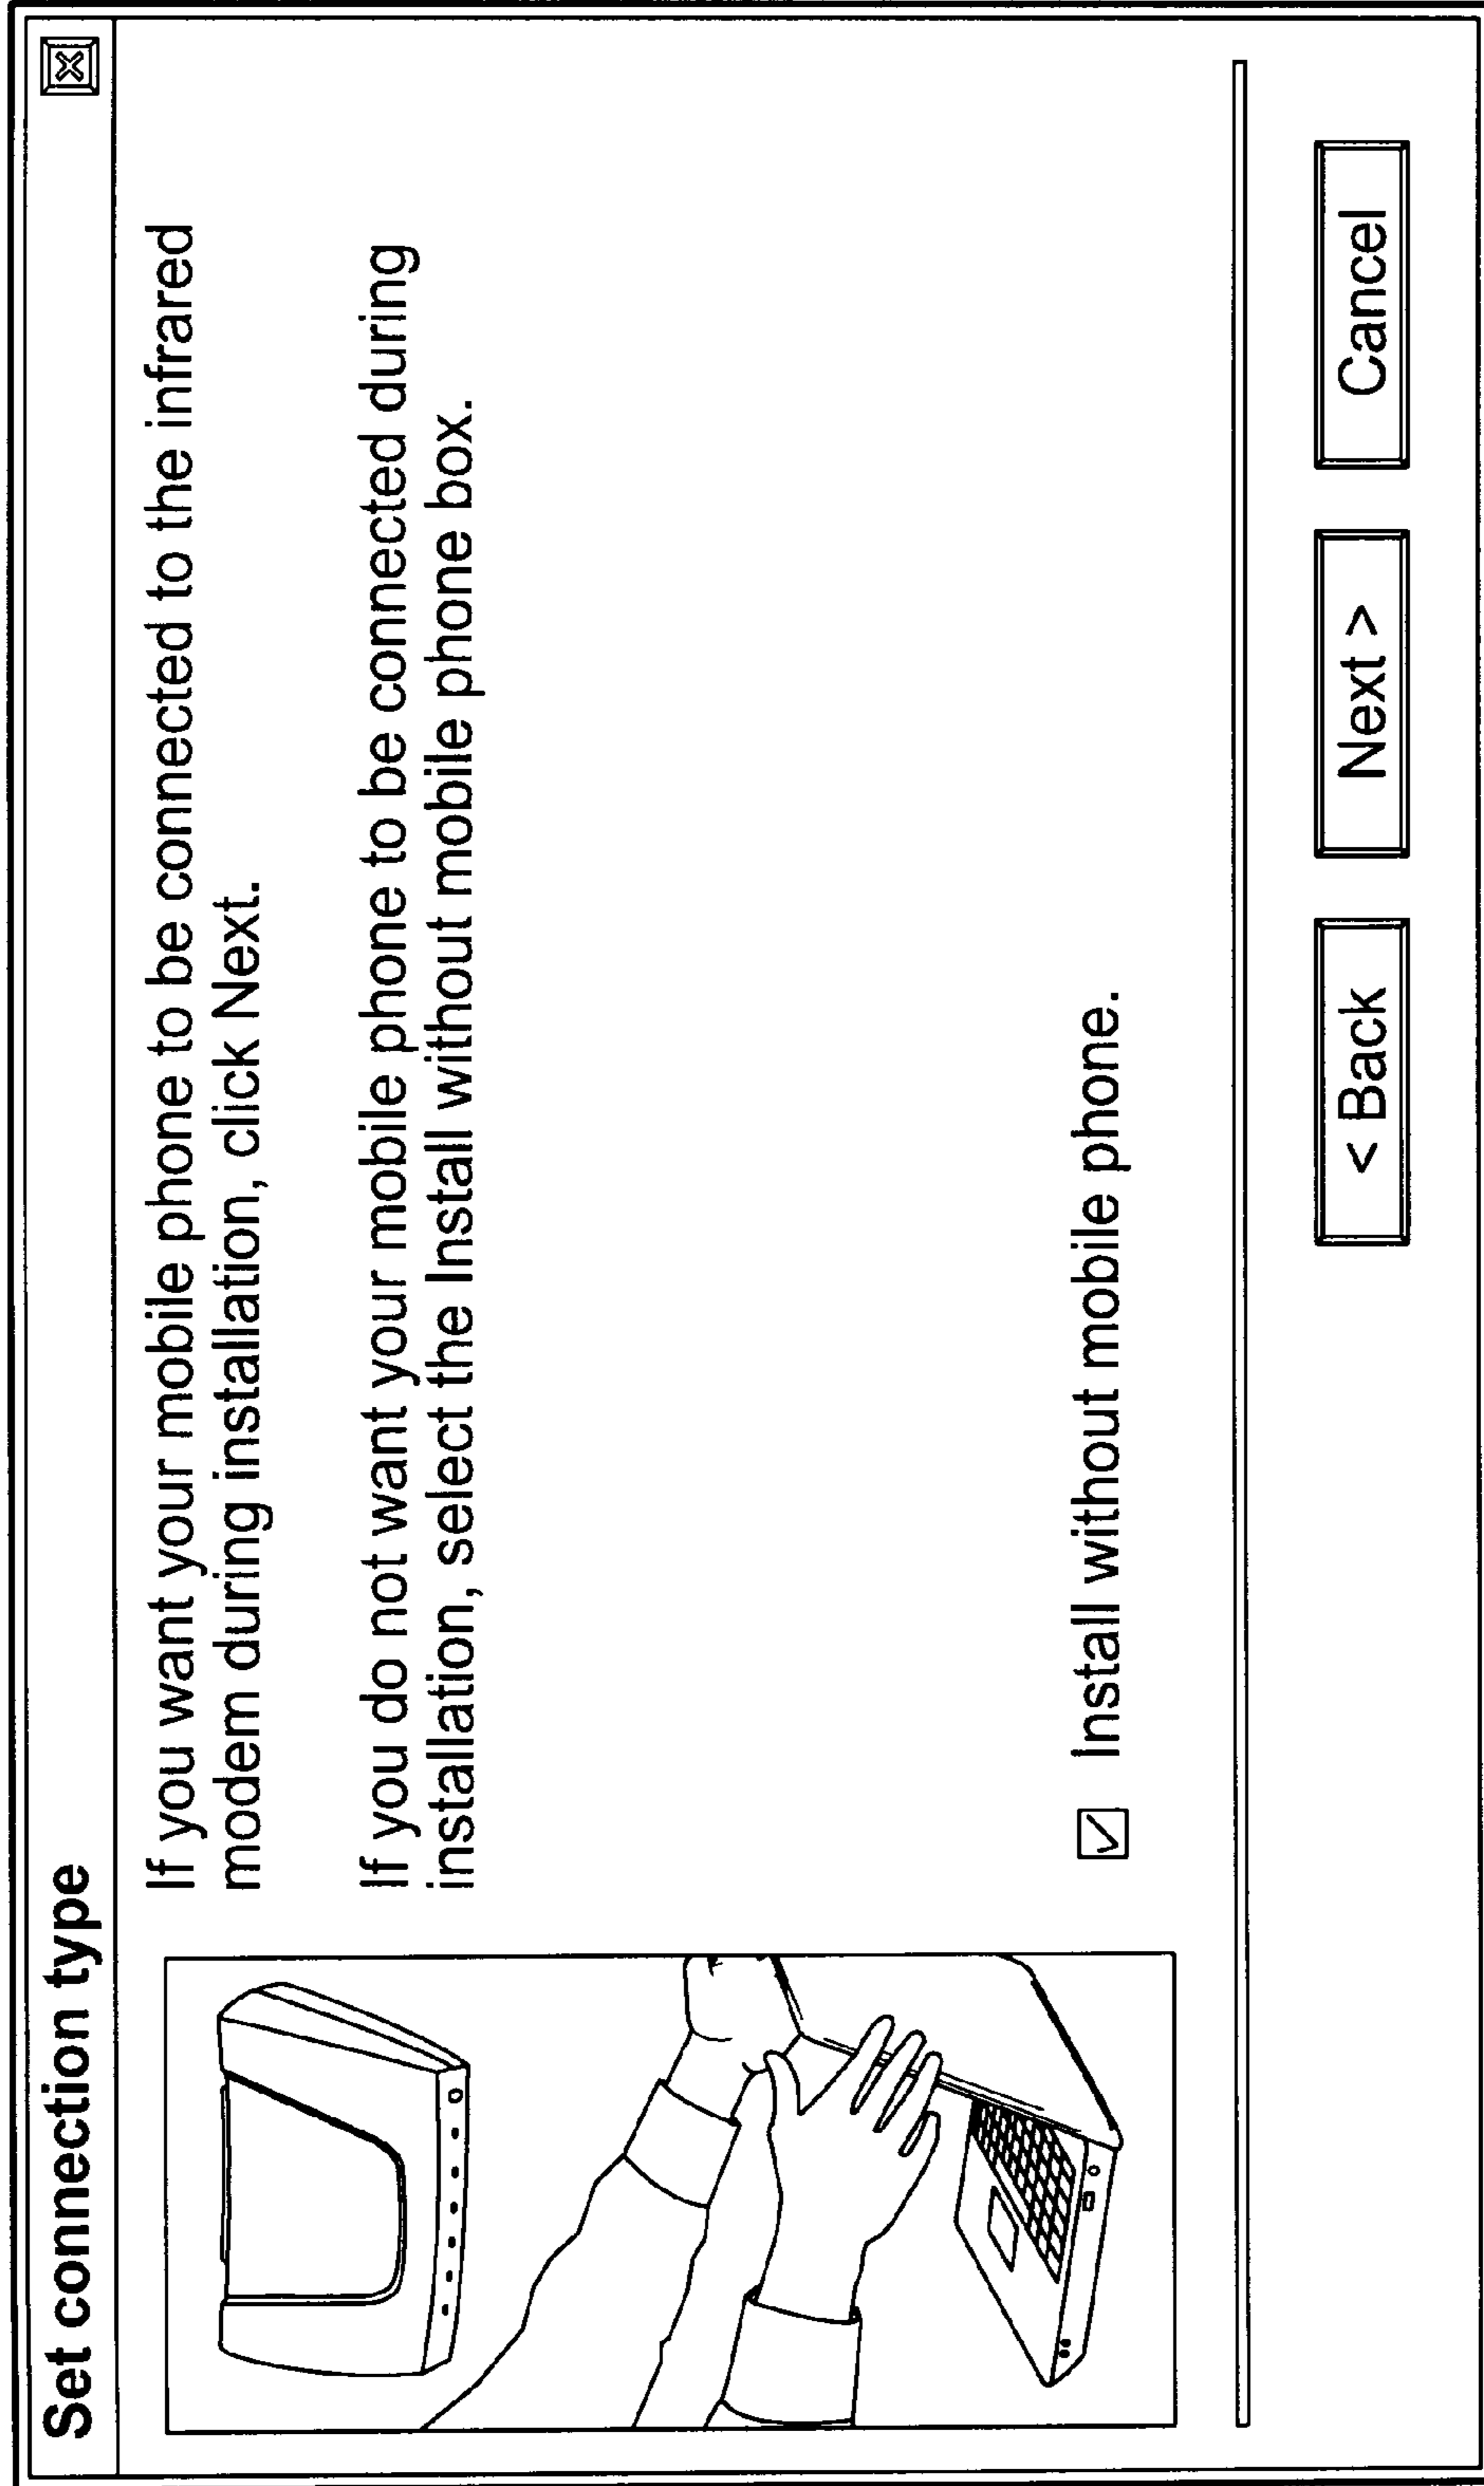 Set connection type
If you want your mobile phone to be connected to the infrared
modem during installation, click Next.
If you do not want your mobile phone to be connected during
installation, select the Install without mobile phone box.
Install without mobile phone.
< Back
Next >
Cancel